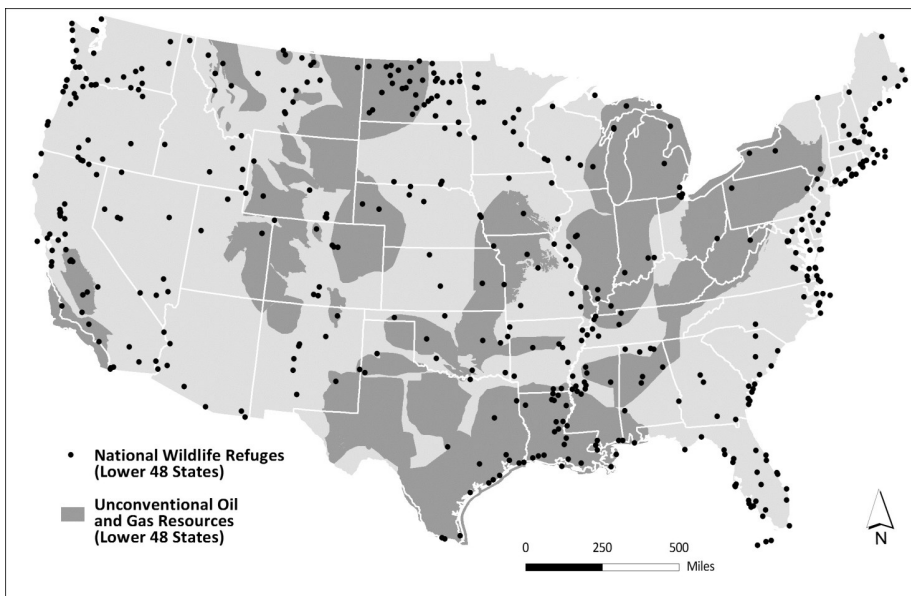 National Wildlife Refuges
(Lower 48 States)
Unconventional Oil
and Gas Resources
(Lower 48 States)
0 250 500
Miles
N